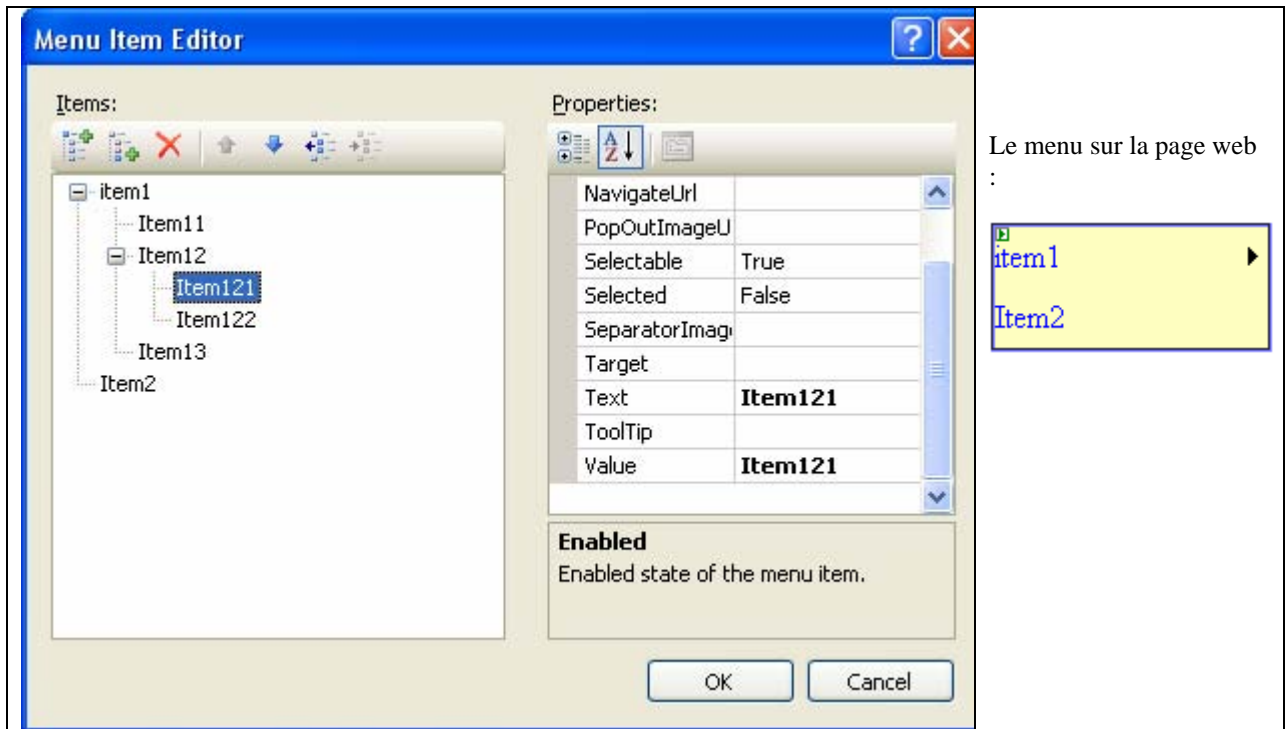 Menu Item Editor
Items:
item1
Item11
Item12
Item121
Item122
Item13
Item2
Properties:
NavigateUrl
PopOutImageU
Selectable True
Selected False
SeparatorImag
Target
Text Item121
ToolTip
Value Item121
Enabled
Enabled state of the menu item.
OK Cancel
Le menu sur la page web
:
item1
Item2